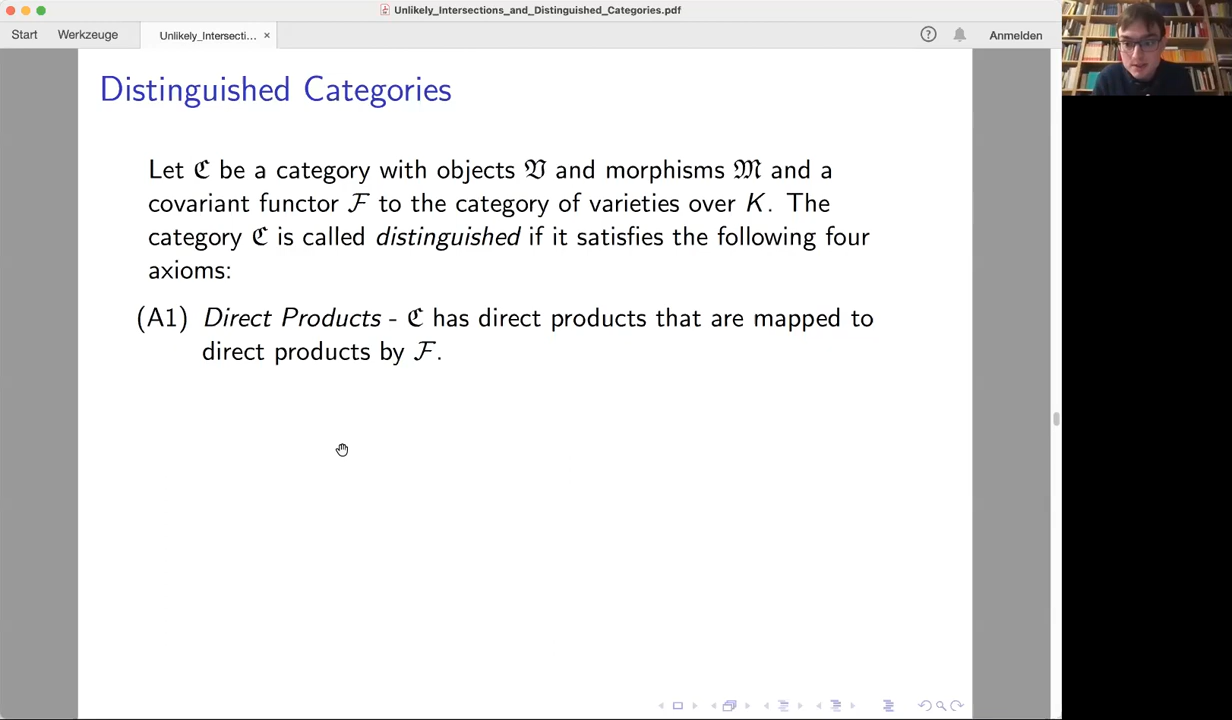 Unlikely_Intersections_and_Distinguished_Categories.pdf
Start Werkzeuge Unlikely_Intersecti... × Anmelden
Distinguished Categories
Let ℭ be a category with objects 𝔙 and morphisms 𝔐 and a
covariant functor ℱ to the category of varieties over K. The
category ℭ is called distinguished if it satisfies the following four
axioms:
(A1) Direct Products - ℭ has direct products that are mapped to
direct products by ℱ.